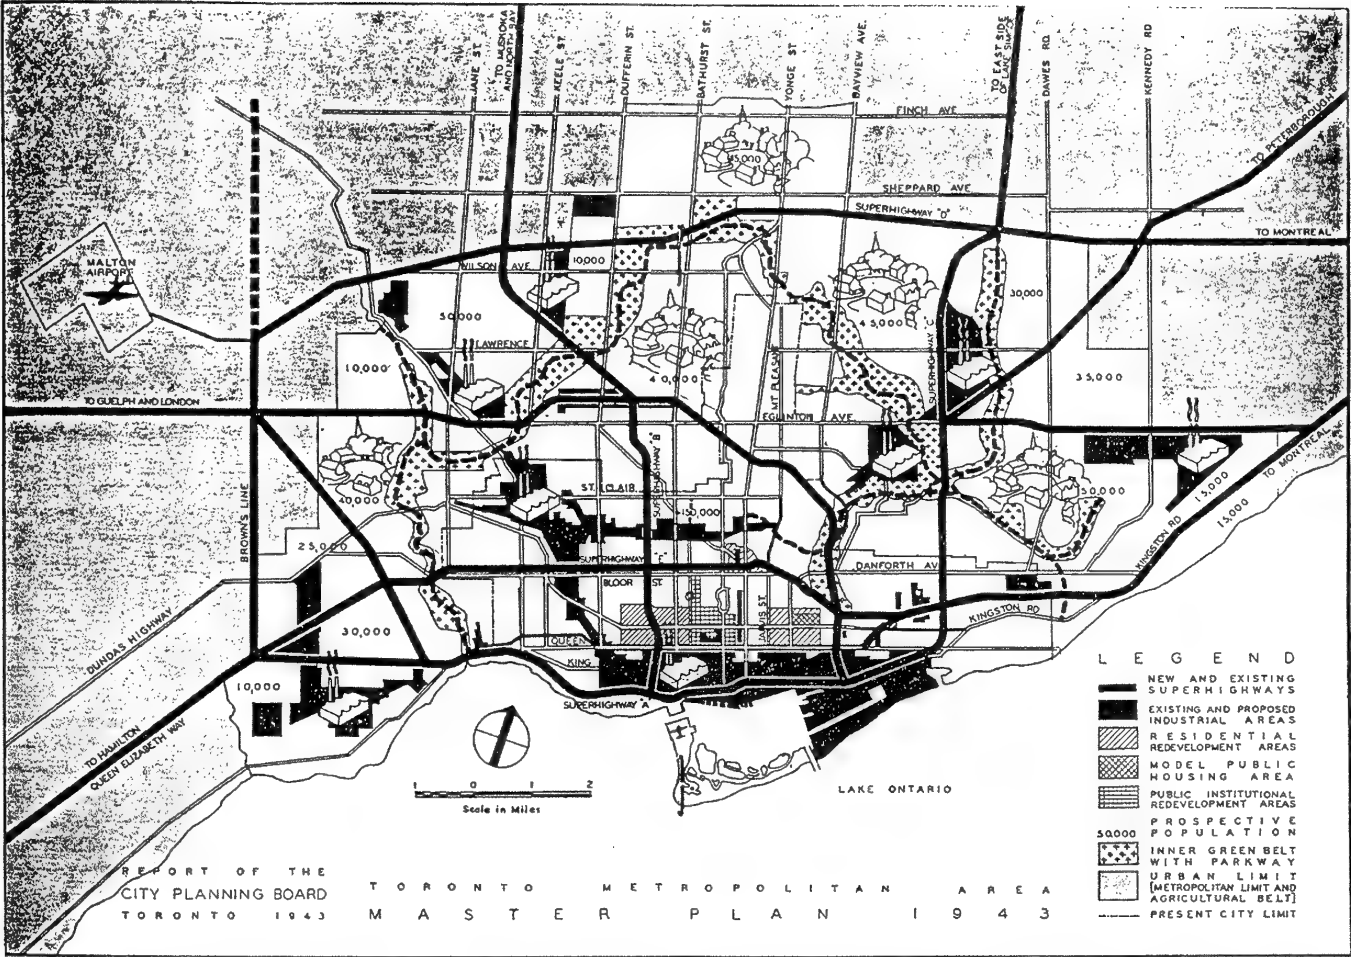 JANE ST.
TO MUSKOKA
AND NORTH BAY
KEELE ST.
DUFFERIN ST.
BATHURST ST.
YONGE ST
BAYVIEW AVE.
TO EAST SIDE
DAWES RD.
KENNEDY RD
FINCH AVE
TO PETERBOROUGH
SHEPPARD AVE
SUPERHIGHWAY "D"
TO MONTREAL
MALTON
AIRPORT
WILSON AVE
10,000
30,000
50,000
45,000
LAWRENCE
SUPERHIGHWAY C
MT PLEASANT
10,000
40,000
35,000
TO GUELPH AND LONDON
EGLINTON AVE.
SUPERHIGHWAY "B"
40,000
ST. CLAIR
150,000
50,000
15,000
TO MONTREAL
15,000
BROWN'S LINE
25,000
SUPERHIGHWAY "E"
BLOOR ST.
DANFORTH AV
KINGSTON RD
DUNDAS HIGHWAY
30,000
JARVIS ST.
KINGSTON RD
QUEEN
KING
10,000
SUPERHIGHWAY "A"
TO HAMILTON
QUEEN ELIZABETH WAY
1 0 1 2
Scale in Miles
LAKE ONTARIO
LEGEND
NEW AND EXISTING
SUPERHIGHWAYS
EXISTING AND PROPOSED
INDUSTRIAL AREAS
RESIDENTIAL
REDEVELOPMENT AREAS
MODEL PUBLIC
HOUSING AREA
PUBLIC INSTITUTIONAL
REDEVELOPMENT AREAS
PROSPECTIVE
50,000 POPULATION
INNER GREEN BELT
WITH PARKWAY
URBAN LIMIT
[METROPOLITAN LIMIT AND
AGRICULTURAL BELT]
PRESENT CITY LIMIT
REPORT OF THE
CITY PLANNING BOARD
TORONTO 1943
TORONTO METROPOLITAN AREA
MASTER PLAN 1943